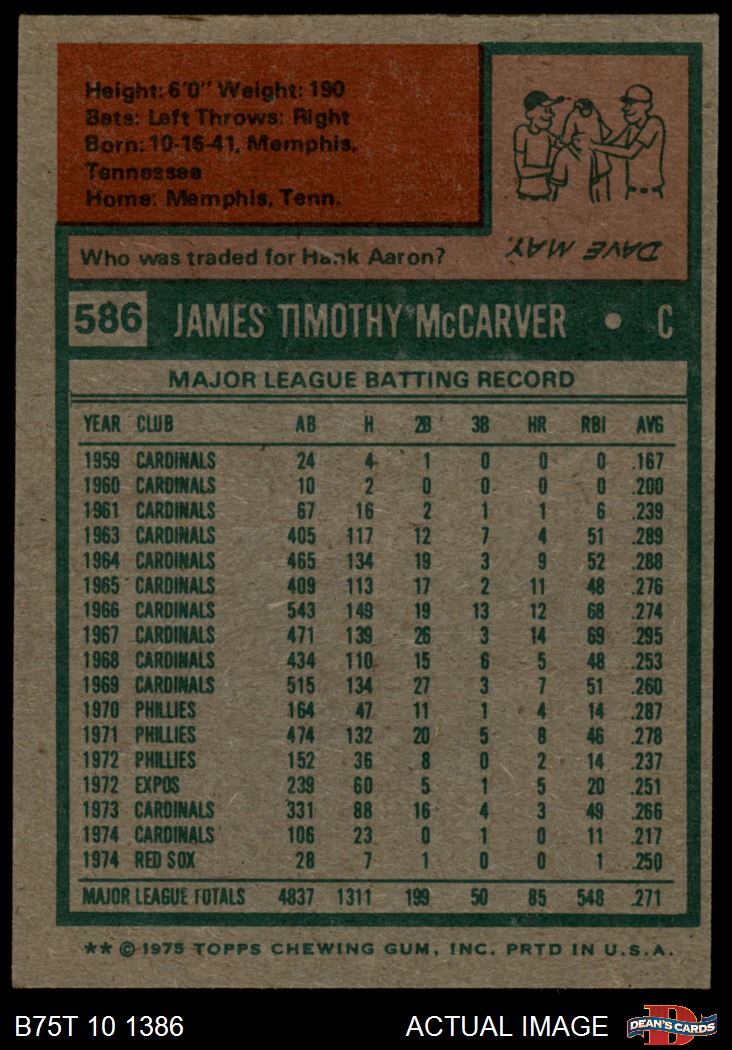 Height: 6'0" Weight: 190
Bats: Left Throws: Right
Born: 10-16-41, Memphis,
Tennessee
Home: Memphis, Tenn.
Who was traded for Hank Aaron?
DAVE MAY.
586 JAMES TIMOTHY McCARVER • C
MAJOR LEAGUE BATTING RECORD
YEAR CLUB AB H 2B 3B HR RBI AVG
1959 CARDINALS 24 4 1 0 0 0 .167
1960 CARDINALS 10 2 0 0 0 0 .200
1961 CARDINALS 67 16 2 1 1 6 .239
1963 CARDINALS 405 117 12 7 4 51 .289
1964 CARDINALS 465 134 19 3 9 52 .288
1965 CARDINALS 409 113 17 2 11 48 .276
1966 CARDINALS 543 149 19 13 12 68 .274
1967 CARDINALS 471 139 26 3 14 69 .295
1968 CARDINALS 434 110 15 6 5 48 .253
1969 CARDINALS 515 134 27 3 7 51 .260
1970 PHILLIES 164 47 11 1 4 14 .287
1971 PHILLIES 474 132 20 5 8 46 .278
1972 PHILLIES 152 36 8 0 2 14 .237
1972 EXPOS 239 60 5 1 5 20 .251
1973 CARDINALS 331 88 16 4 3 49 .266
1974 CARDINALS 106 23 0 1 0 11 .217
1974 RED SOX 28 7 1 0 0 1 .250
MAJOR LEAGUE TOTALS 4837 1311 199 50 85 548 .271
** © 1975 TOPPS CHEWING GUM, INC. PRTD IN U.S.A.
B75T 10 1386 ACTUAL IMAGE D DEAN'S CARDS